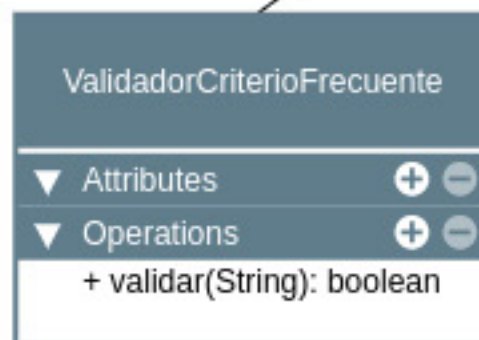 ValidadorCriterioFrecuente
Attributes
Operations
+ validar(String): boolean